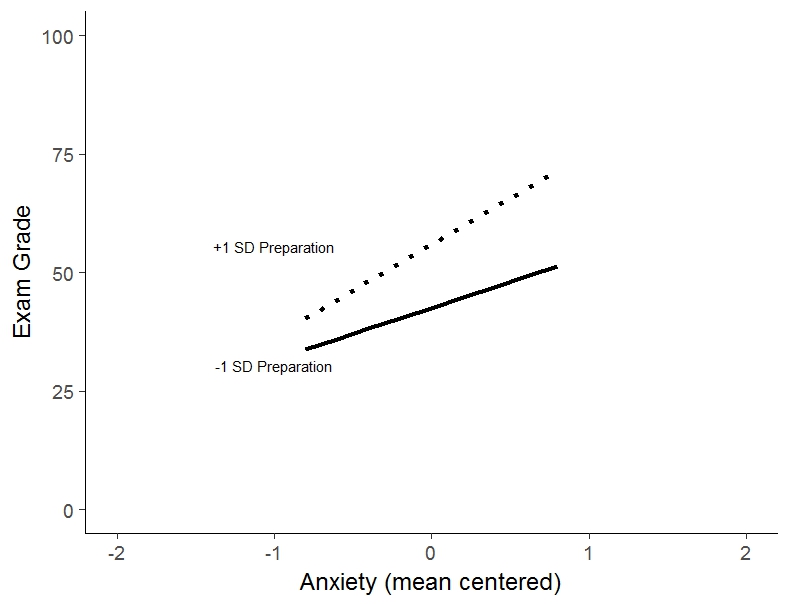 100
75
50
25
0
Exam Grade
+1 SD Preparation
-1 SD Preparation
-2
-1
0
1
2
Anxiety (mean centered)